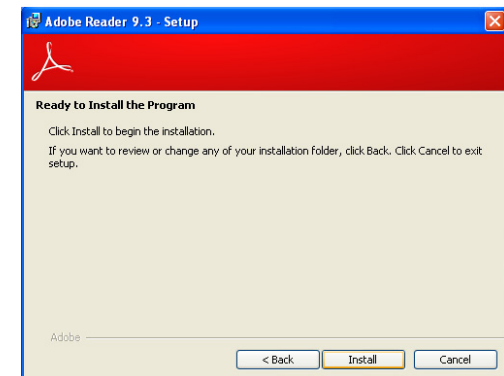 Adobe Reader 9.3 - Setup
Ready to Install the Program
Click Install to begin the installation.
If you want to review or change any of your installation folder, click Back. Click Cancel to exit
setup.
Adobe
< Back Install Cancel